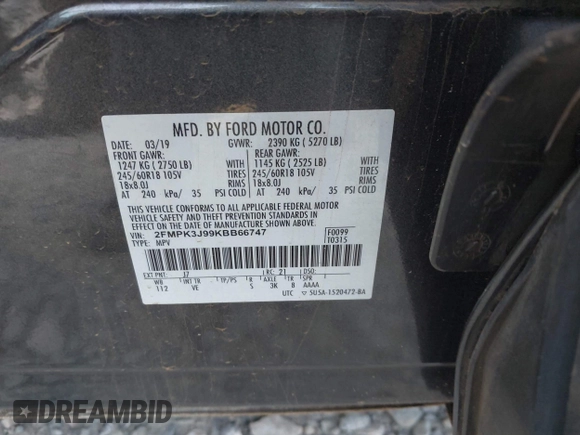 MFD. BY FORD MOTOR CO.
DATE: 03/19 GVWR: 2390 KG ( 5270 LB)
FRONT GAWR: REAR GAWR:
1247 KG ( 2750 LB) WITH 1145 KG ( 2525 LB) WITH
245/60R18 105V TIRES 245/60R18 105V TIRES
18x8.0J RIMS 18x8.0J RIMS
AT 240 kPa/ 35 PSI COLD AT 240 kPa/ 35 PSI COLD
THIS VEHICLE CONFORMS TO ALL APPLICABLE FEDERAL MOTOR
VEHICLE SAFETY AND THEFT PREVENTION STANDARDS IN
EFFECT ON THE DATE OF MANUFACTURE SHOWN ABOVE.
VIN: 2FMPK3J99KBB66747 F0099
TYPE: MPV T0315
EXT PNT: J7 RC: 21 DSO:
WB INT TR TP/PS R AXLE TR SPR
112 VE S 3K 8 AAAA
UTC ▽ 5U5A-1520472-BA
DREAMBID